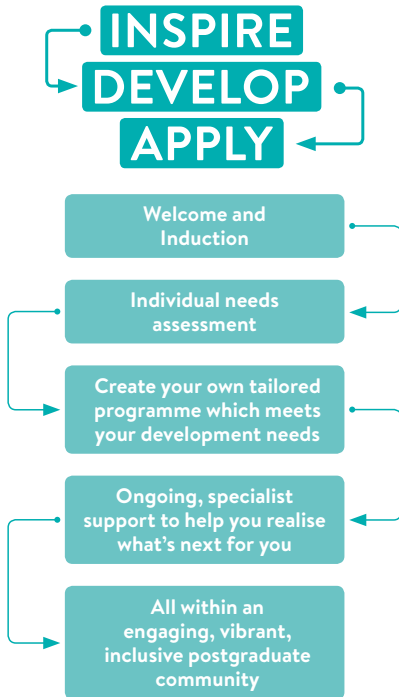 INSPIRE
DEVELOP
APPLY
Welcome and
Induction
Individual needs
assessment
Create your own tailored
programme which meets
your development needs
Ongoing, specialist
support to help you realise
what's next for you
All within an
engaging, vibrant,
inclusive postgraduate
community